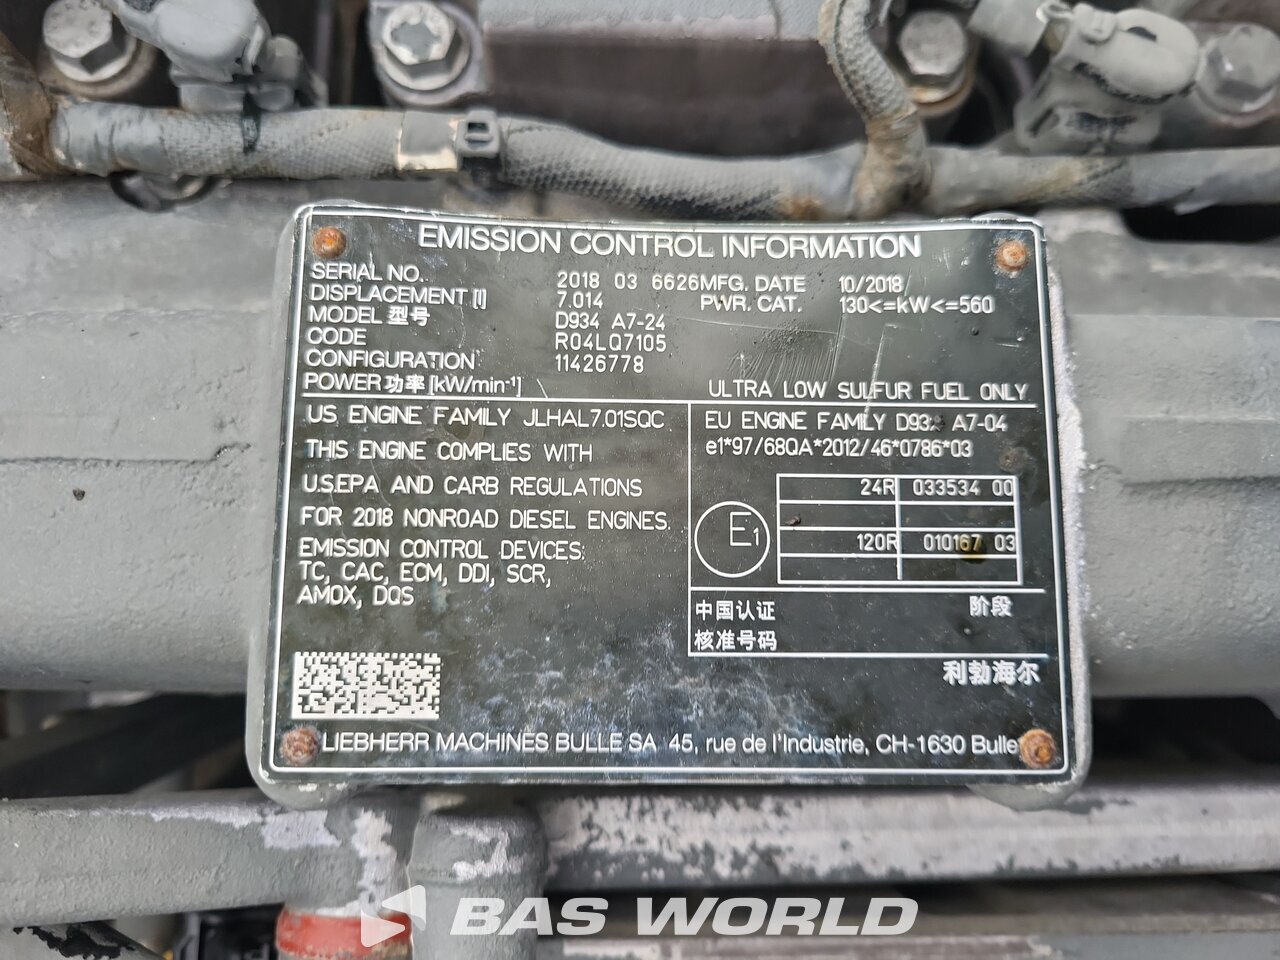 EMISSION CONTROL INFORMATION
SERIAL NO. 2018 03 6626 MFG. DATE 10/2018
DISPLACEMENT [l] 7.014 PWR. CAT. 130<=kW<=560
MODEL 型号 D934 A7-24
CODE R04LQ7105
CONFIGURATION 11426778
POWER 功率 [kW/min⁻¹] ULTRA LOW SULFUR FUEL ONLY
US ENGINE FAMILY JLHAL7.01SQC
THIS ENGINE COMPLIES WITH
U.S.EPA AND CARB REGULATIONS
FOR 2018 NONROAD DIESEL ENGINES.
EMISSION CONTROL DEVICES:
TC, CAC, ECM, DDI, SCR,
AMOX, DQS
EU ENGINE FAMILY A7-04
e1*97/68QA*2012/46*0786*03
E1
24R 033534 00
120R 010167 03
中国认证 阶段
核准号码
利勃海尔
LIEBHERR MACHINES BULLE SA 45, rue de l'Industrie, CH-1630 Bulle
BAS WORLD